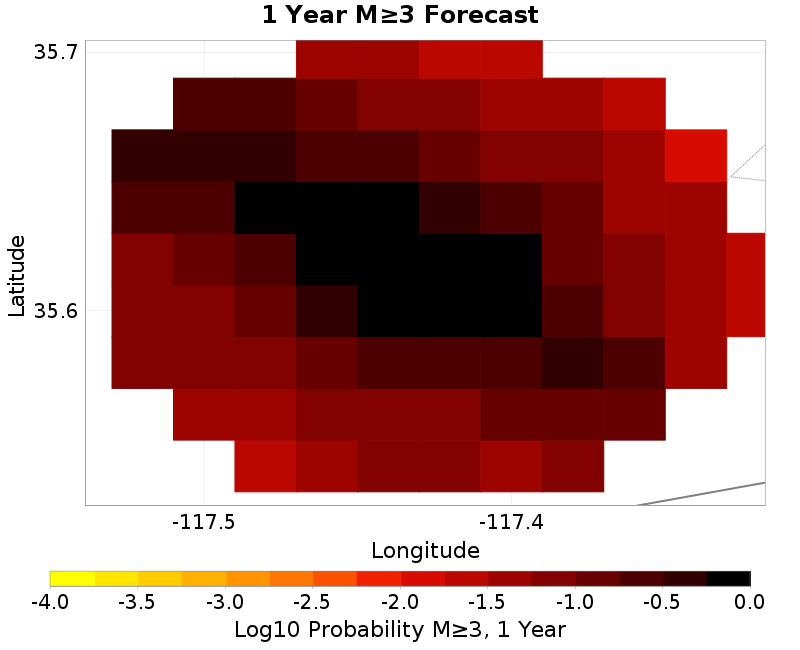 1 Year M≥3 Forecast
35.7
35.6
Latitude
-117.5 -117.4
Longitude
-4.0 -3.5 -3.0 -2.5 -2.0 -1.5 -1.0 -0.5 0.0
Log10 Probability M≥3, 1 Year